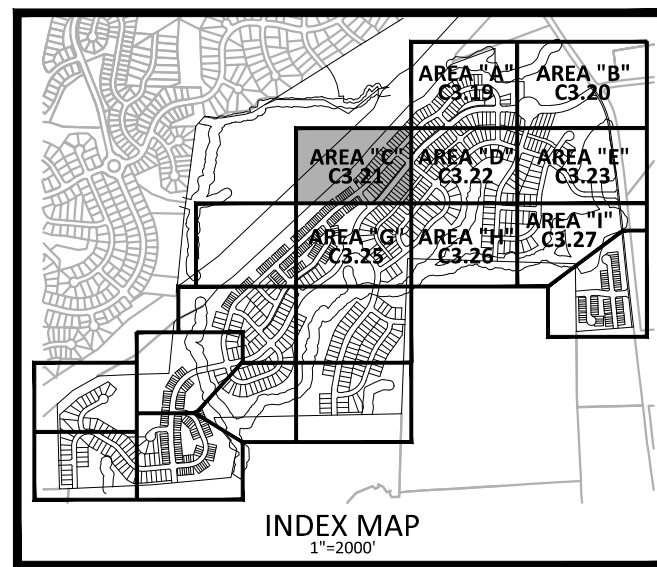 AREA "A"
C3.19
AREA "B"
C3.20
AREA "C"
C3.21
AREA "D"
C3.22
AREA "E"
C3.23
AREA "G"
C3.25
AREA "H"
C3.26
AREA "I"
C3.27
INDEX MAP
1"=2000'